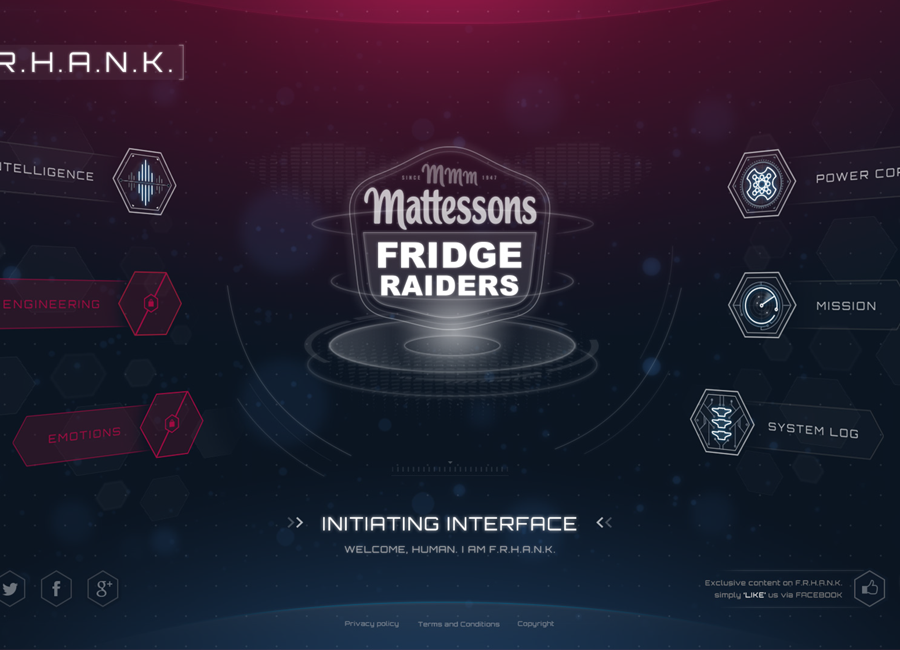 R.H.A.N.K.
SINCE Mmm 1947
Mattessons
FRIDGE
RAIDERS
NTELLIGENCE
POWER COR
ENGINEERING
MISSION
EMOTIONS
SYSTEM LOG
INITIATING INTERFACE
WELCOME, HUMAN. I AM F.R.H.A.N.K.
Exclusive content on F.R.H.A.N.K.
simply 'LIKE' us via FACEBOOK
Privacy policy Terms and Conditions Copyright